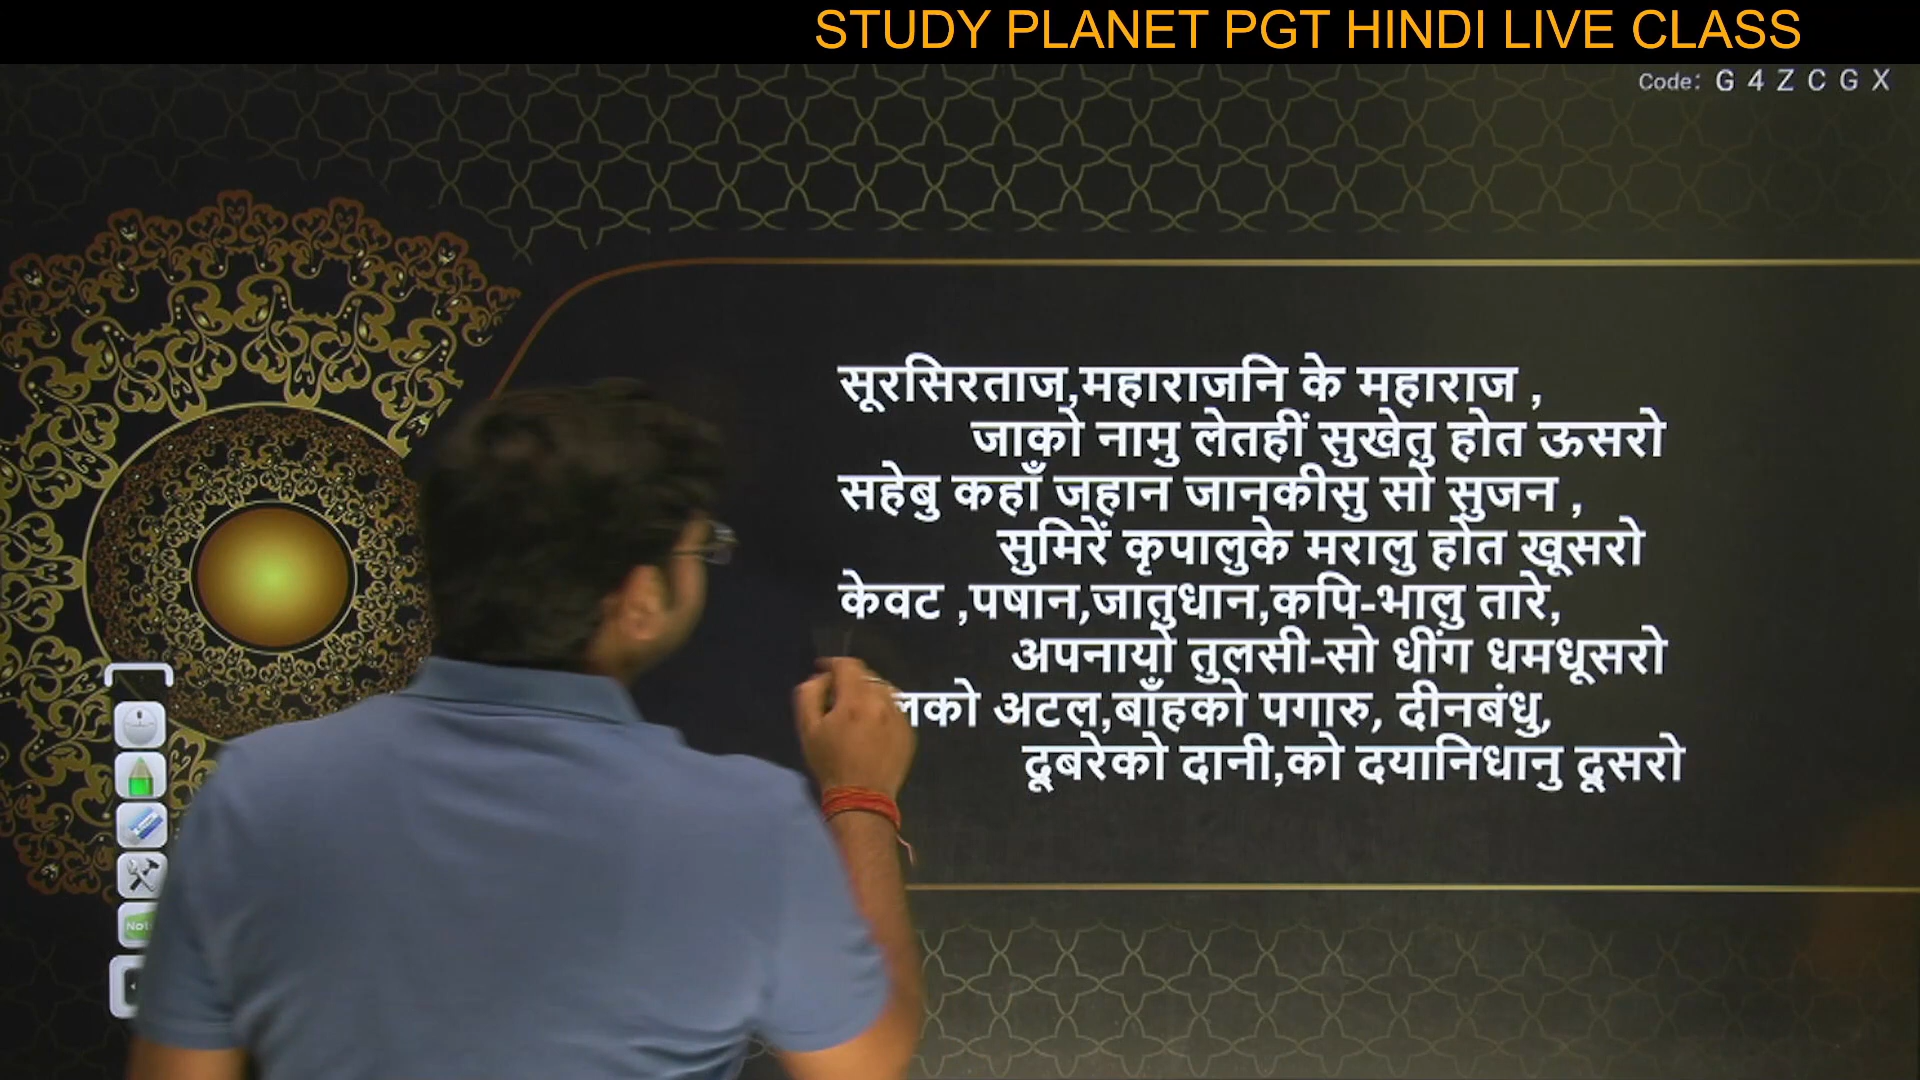 STUDY PLANET PGT HINDI LIVE CLASS
Code: G 4 Z C G X
सूरसिरताज,महाराजनि के महाराज ,
जाको नामु लेतहीं सुखेतु होत ऊसरो
सहेबु कहाँ जहान जानकीसु सो सुजन ,
सुमिरें कृपालुके मरालु होत खूसरो
केवट ,पषान,जातुधान,कपि-भालु तारे,
अपनायो तुलसी-सो धींग धमधूसरो
अटल,बाँहको पगारु, दीनबंधु,
दूबरेको दानी,को दयानिधानु दूसरो